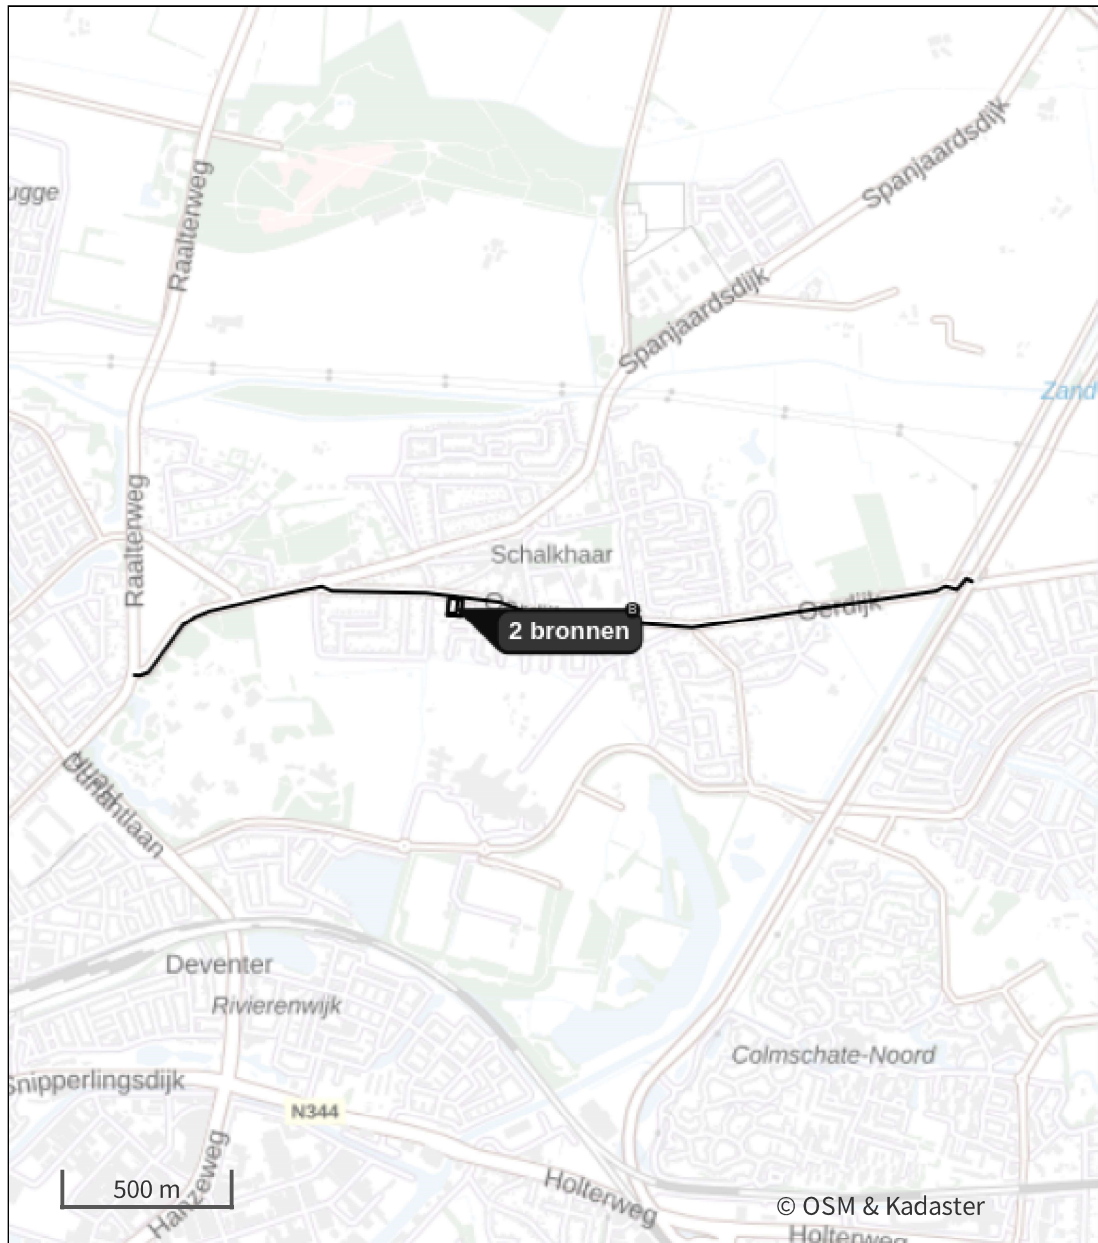 Spanjaardsdijk
ugge
Raalterweg
Spanjaardsdijk
Zand
Raalterweg
Schalkhaar
Oerdijk
B
2 bronnen
Dunantlaan
Deventer
Rivierenwijk
Colmschate-Noord
Snipperlingsdijk
N344
Hanzeweg
500 m
Holterweg
© OSM & Kadaster
Holterweg